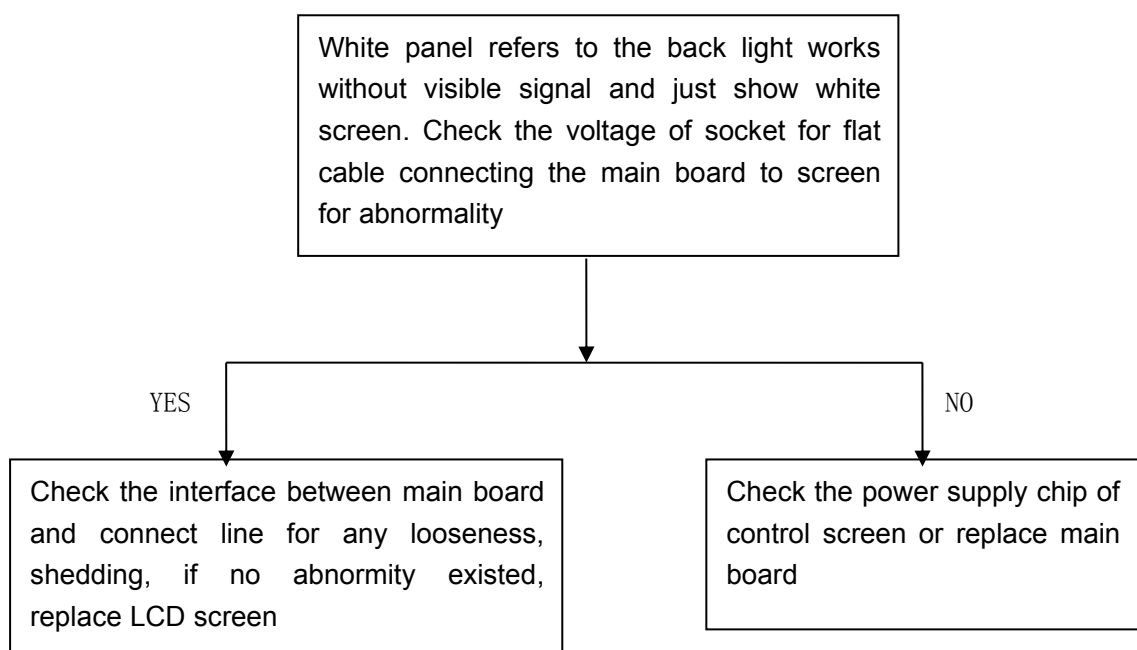 White panel refers to the back light works
without visible signal and just show white
screen. Check the voltage of socket for flat
cable connecting the main board to screen
for abnormality
YES
NO
Check the interface between main board
and connect line for any looseness,
shedding, if no abnormity existed,
replace LCD screen
Check the power supply chip of
control screen or replace main
board